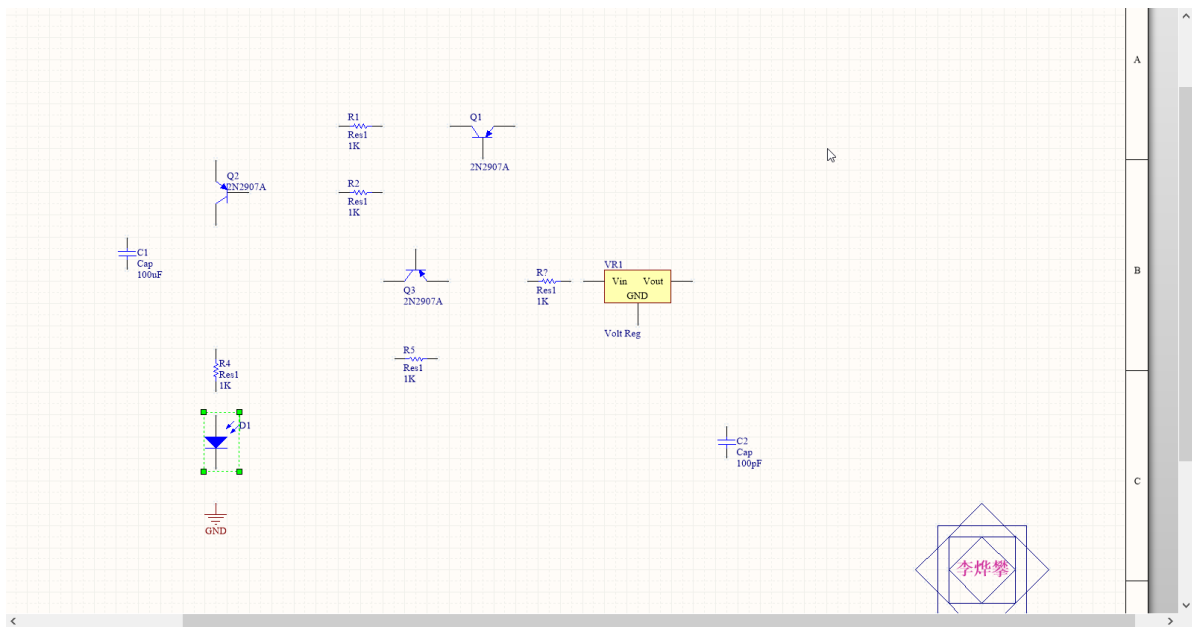 A
R1
Res1
1K
Q1
2N2907A
Q2
2N2907A
R2
Res1
1K
C1
Cap
100uF
B
Q3
2N2907A
R?
Res1
1K
VR1
Vin Vout
GND
Volt Reg
R4
Res1
1K
R5
Res1
1K
D1
C2
Cap
100pF
C
GND
李烨攀